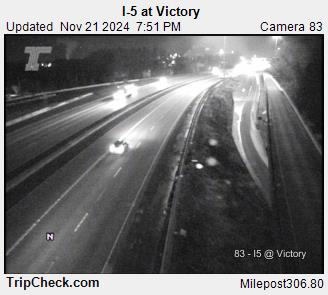 I-5 at Victory
Updated Nov 21 2024 7:51 PM
Camera 83
T
N
83 - I5 @ Victory
TripCheck.com
Milepost306.80